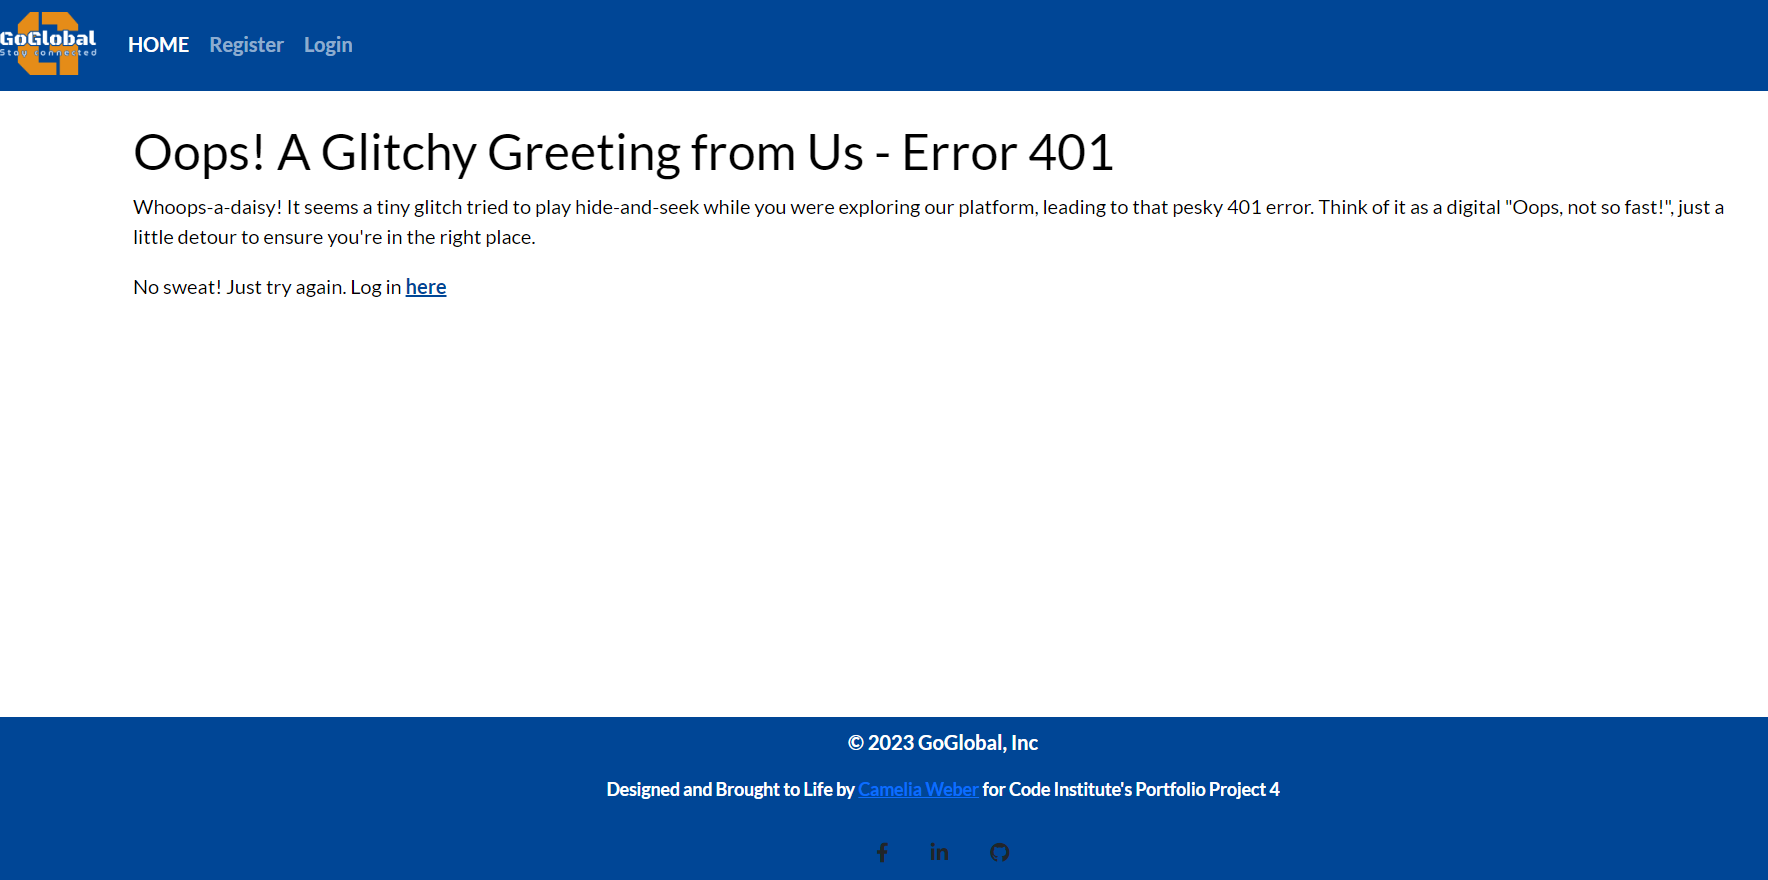 GoGlobal
Stay connected
HOME Register Login
Oops! A Glitchy Greeting from Us - Error 401
Whoops-a-daisy! It seems a tiny glitch tried to play hide-and-seek while you were exploring our platform, leading to that pesky 401 error. Think of it as a digital "Oops, not so fast!", just a
little detour to ensure you're in the right place.
No sweat! Just try again. Log in here
© 2023 GoGlobal, Inc
Designed and Brought to Life by Camelia Weber for Code Institute's Portfolio Project 4